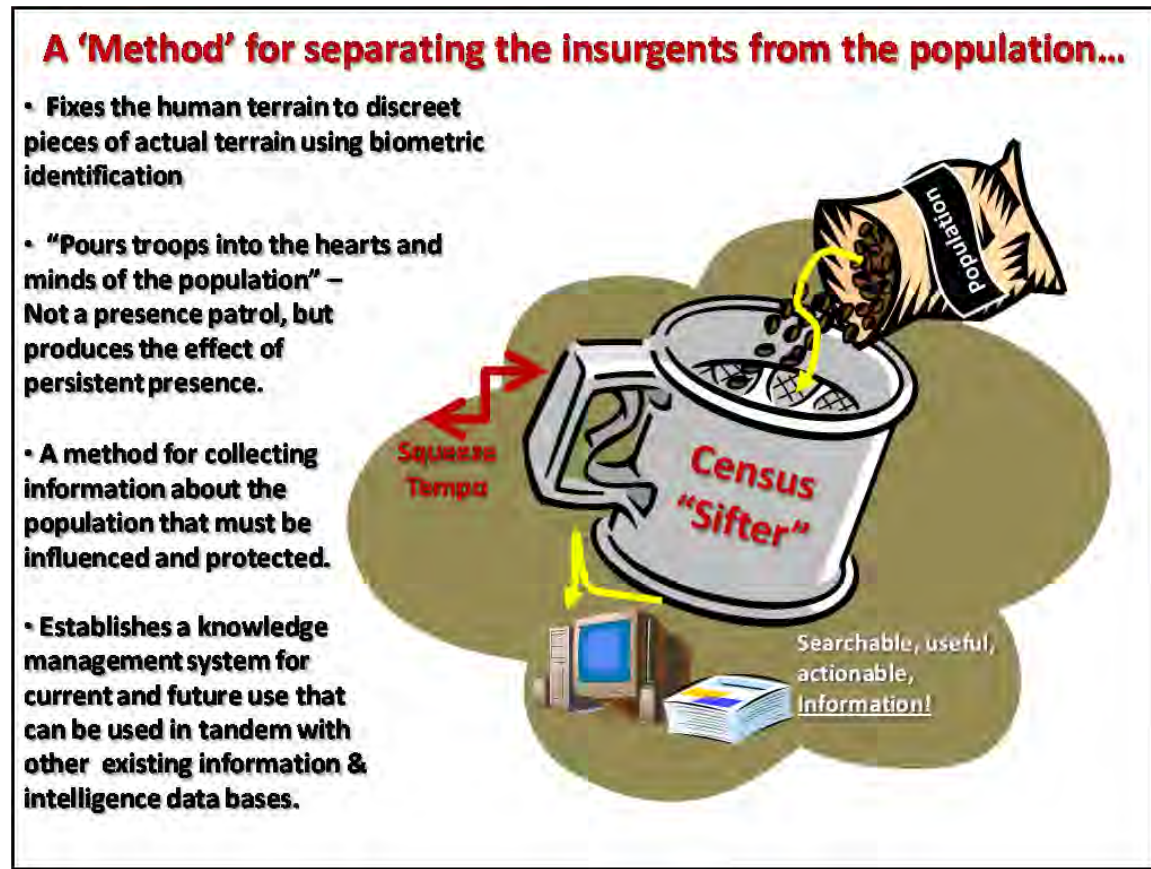 A ‘Method’ for separating the insurgents from the population...
• Fixes the human terrain to discreet
pieces of actual terrain using biometric
identification
• “Pours troops into the hearts and
minds of the population” –
Not a presence patrol, but
produces the effect of
persistent presence.
• A method for collecting
information about the
population that must be
influenced and protected.
• Establishes a knowledge
management system for
current and future use that
can be used in tandem with
other existing information &
intelligence data bases.
Population
Squeeze
Tempo
Census
“Sifter”
Searchable, useful,
actionable,
Information!